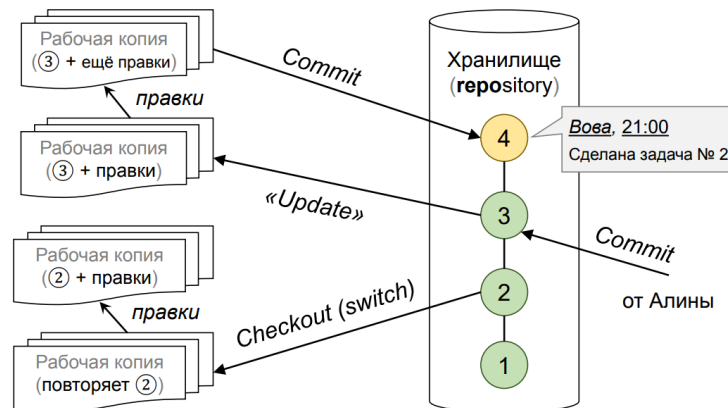 Рабочая копия
(③ + ещё правки)
Commit
правки
Рабочая копия
(③ + правки)
«Update»
Рабочая копия
(② + правки)
правки
Checkout (switch)
Рабочая копия
(повторяет ②)
Хранилище
(repository)
4
3
2
1
Вова, 21:00
Сделана задача № 2
Commit
от Алины